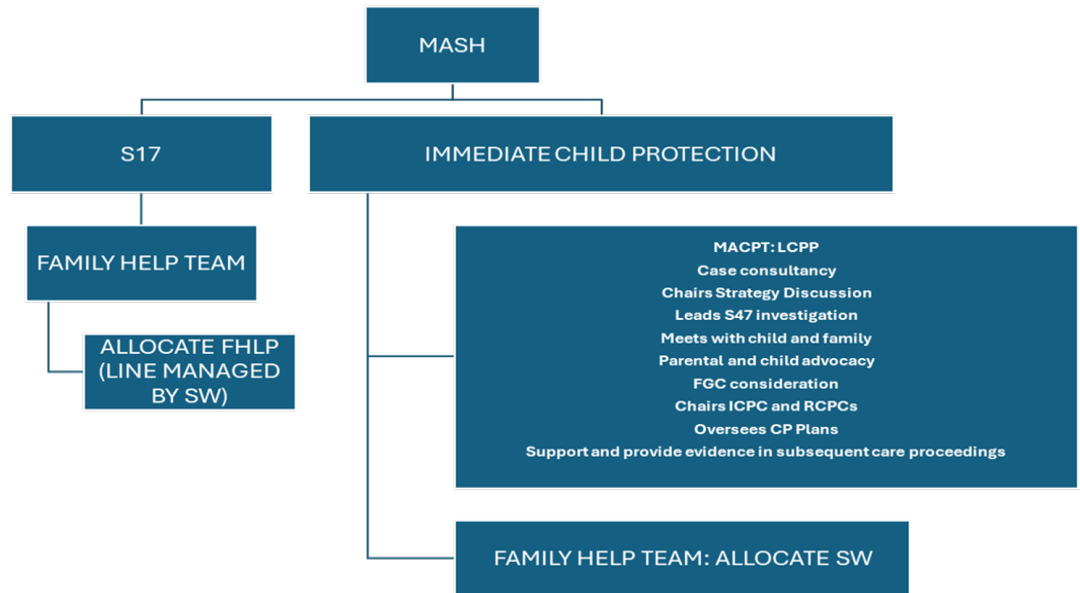 MASH
S17
IMMEDIATE CHILD PROTECTION
FAMILY HELP TEAM
ALLOCATE FHLP
(LINE MANAGED
BY SW)
MACPT: LCPP
Case consultancy
Chairs Strategy Discussion
Leads S47 investigation
Meets with child and family
Parental and child advocacy
FGC consideration
Chairs ICPC and RCPCs
Oversees CP Plans
Support and provide evidence in subsequent care proceedings
FAMILY HELP TEAM: ALLOCATE SW